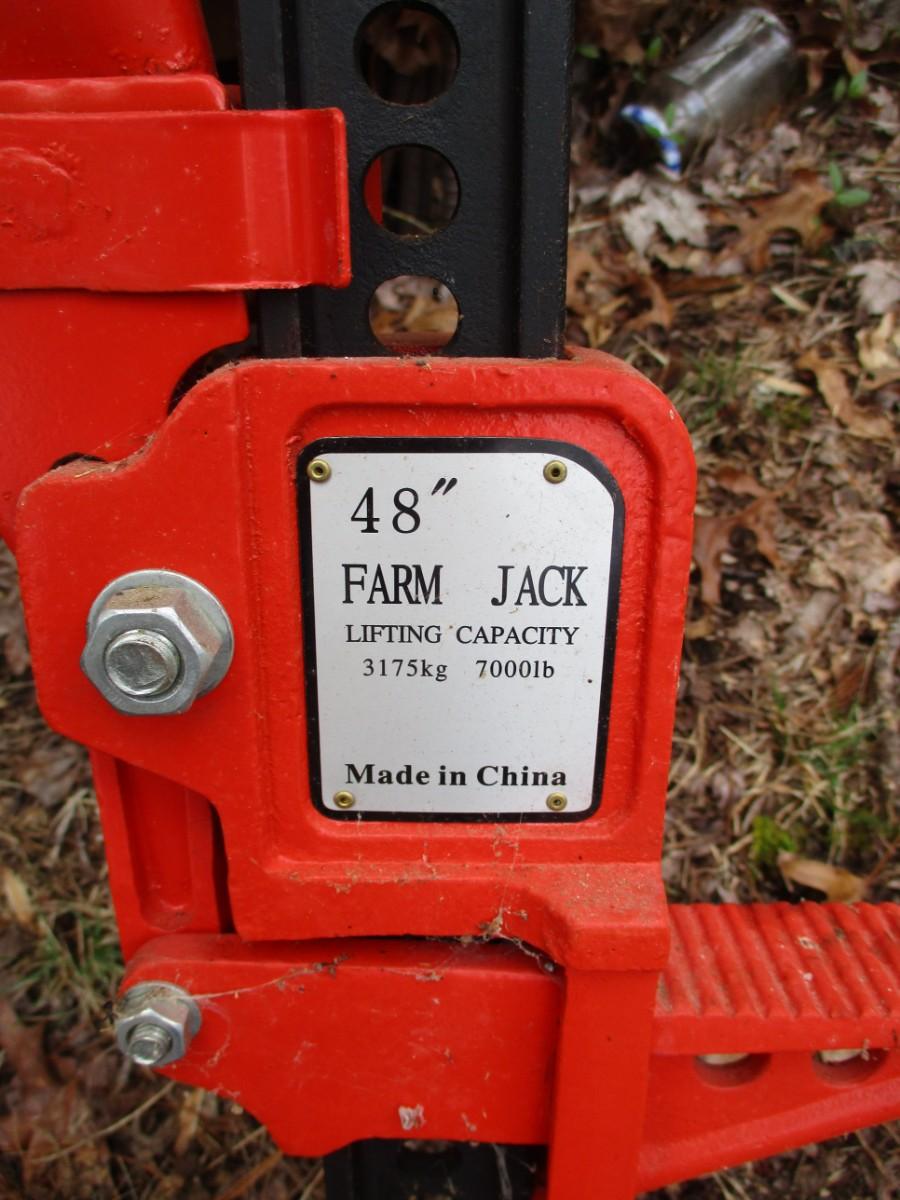 48″
FARM JACK
LIFTING CAPACITY
3175kg 7000lb
Made in China